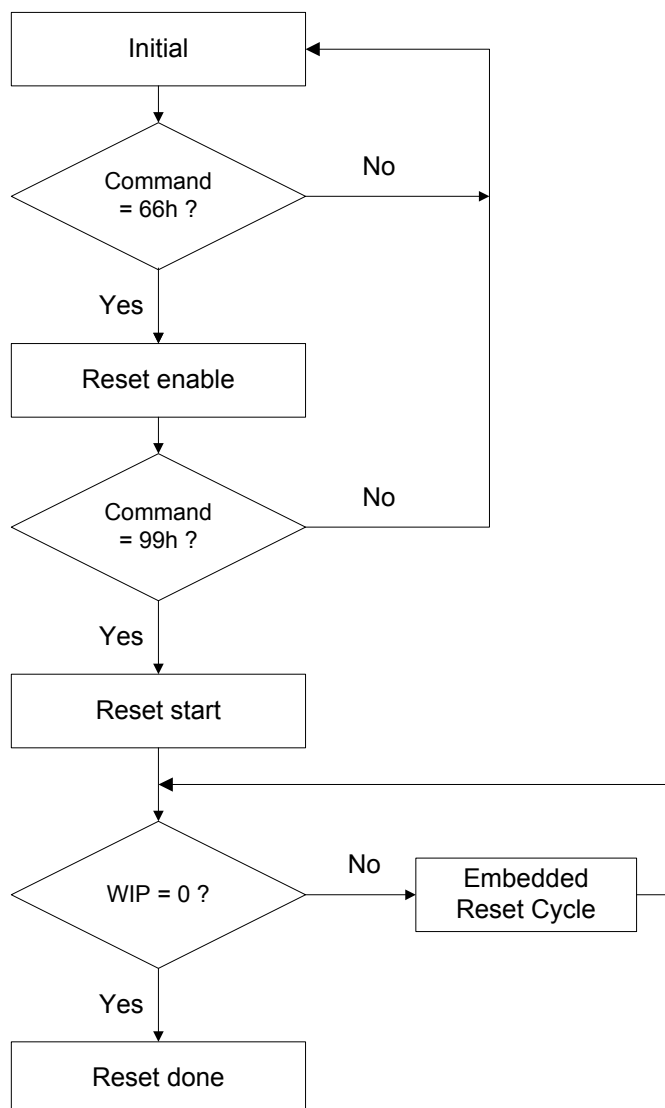 Initial
Command
= 66h ?
No
Yes
Reset enable
Command
= 99h ?
No
Yes
Reset start
WIP = 0 ?
No
Embedded
Reset Cycle
Yes
Reset done